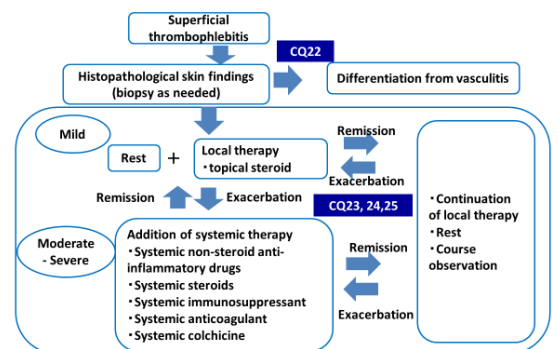 Superficial
thrombophlebitis
CQ22
Histopathological skin findings
(biopsy as needed)
Differentiation from vasculitis
Mild
Rest
+
Local therapy
・topical steroid
Remission
Exacerbation
Remission
Exacerbation
CQ23, 24,25
・Continuation
of local therapy
・Rest
・Course
observation
Moderate
- Severe
Addition of systemic therapy
・Systemic non-steroid anti-
inflammatory drugs
・Systemic steroids
・Systemic immunosuppressant
・Systemic anticoagulant
・Systemic colchicine
Remission
Exacerbation